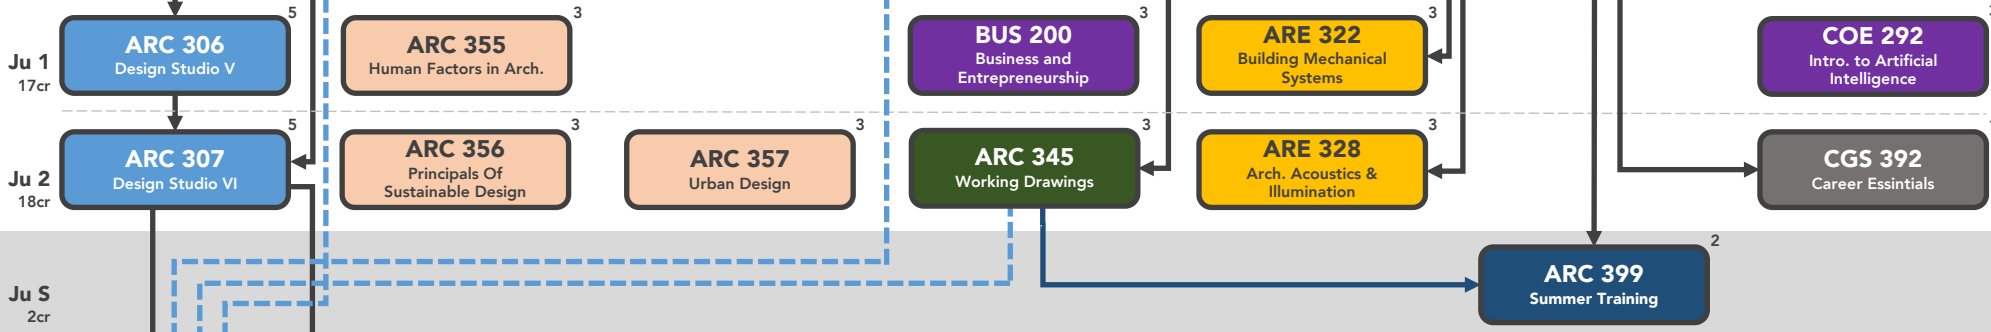 5
3
3
3
3
Ju 1
17cr
ARC 306
Design Studio V
ARC 355
Human Factors in Arch.
BUS 200
Business and
Entrepreneurship
ARE 322
Building Mechanical
Systems
COE 292
Intro. to Artificial
Intelligence
5
3
3
3
3
Ju 2
18cr
ARC 307
Design Studio VI
ARC 356
Principals Of
Sustainable Design
ARC 357
Urban Design
ARC 345
Working Drawings
ARE 328
Arch. Acoustics &
Illumination
CGS 392
Career Essintials
2
Ju S
2cr
ARC 399
Summer Training